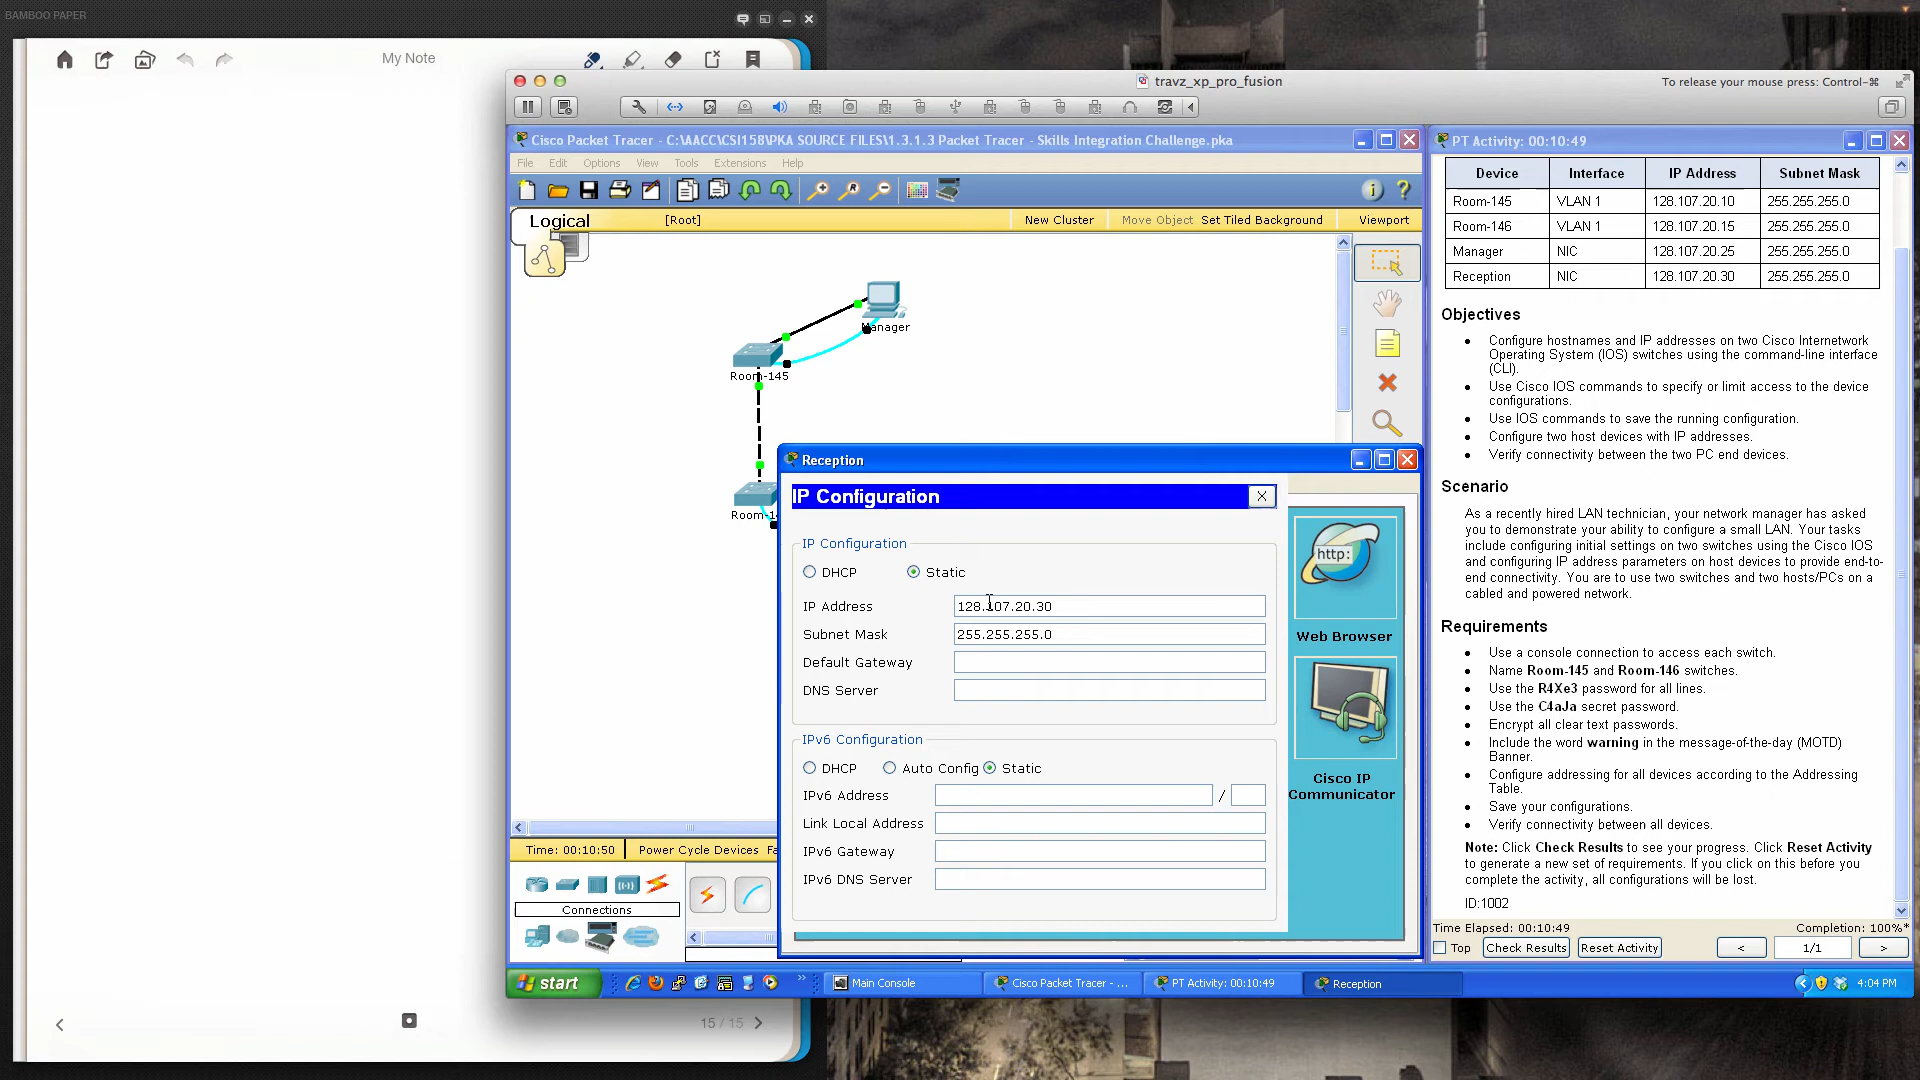 BAMBOO PAPER
My Note
15 / 15
travz_xp_pro_fusion
To release your mouse press: Control-⌘
Cisco Packet Tracer - C:\AACC\CSI158\PKA SOURCE FILES\1.3.1.3 Packet Tracer - Skills Integration Challenge.pka
File Edit Options View Tools Extensions Help
Logical [Root] New Cluster Move Object Set Tiled Background Viewport
Manager
Room-145
Room-14
Reception
IP Configuration
IP Configuration
DHCP Static
IP Address 128.107.20.30
Subnet Mask 255.255.255.0
Default Gateway
DNS Server
IPv6 Configuration
DHCP Auto Config Static
IPv6 Address /
Link Local Address
IPv6 Gateway
IPv6 DNS Server
http:
Web Browser
Cisco IP
Communicator
Time: 00:10:50 Power Cycle Devices Fa
Connections
PT Activity: 00:10:49
Device Interface IP Address Subnet Mask
Room-145 VLAN 1 128.107.20.10 255.255.255.0
Room-146 VLAN 1 128.107.20.15 255.255.255.0
Manager NIC 128.107.20.25 255.255.255.0
Reception NIC 128.107.20.30 255.255.255.0
Objectives
• Configure hostnames and IP addresses on two Cisco Internetwork
Operating System (IOS) switches using the command-line interface
(CLI).
• Use Cisco IOS commands to specify or limit access to the device
configurations.
• Use IOS commands to save the running configuration.
• Configure two host devices with IP addresses.
• Verify connectivity between the two PC end devices.
Scenario
As a recently hired LAN technician, your network manager has asked
you to demonstrate your ability to configure a small LAN. Your tasks
include configuring initial settings on two switches using the Cisco IOS
and configuring IP address parameters on host devices to provide end-to-
end connectivity. You are to use two switches and two hosts/PCs on a
cabled and powered network.
Requirements
• Use a console connection to access each switch.
• Name Room-145 and Room-146 switches.
• Use the R4Xe3 password for all lines.
• Use the C4aJa secret password.
• Encrypt all clear text passwords.
• Include the word warning in the message-of-the-day (MOTD)
Banner.
• Configure addressing for all devices according to the Addressing
Table.
• Save your configurations.
• Verify connectivity between all devices.
Note: Click Check Results to see your progress. Click Reset Activity
to generate a new set of requirements. If you click on this before you
complete the activity, all configurations will be lost.
ID:1002
Time Elapsed: 00:10:49 Completion: 100%*
Top Check Results Reset Activity < 1/1 >
start Main Console Cisco Packet Tracer - ... PT Activity: 00:10:49 Reception 4:04 PM